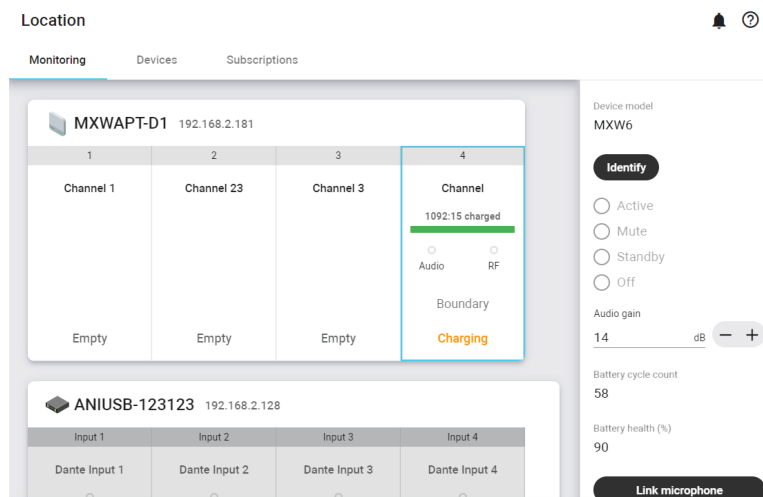 Location
Monitoring Devices Subscriptions
MXWAPT-D1 192.168.2.181
1 2 3 4
Channel 1 Channel 23 Channel 3 Channel
1092:15 charged
Audio RF
Boundary
Empty Empty Empty Charging
ANIUSB-123123 192.168.2.128
Input 1 Input 2 Input 3 Input 4
Dante Input 1 Dante Input 2 Dante Input 3 Dante Input 4
Device model
MXW6
Identify
Active
Mute
Standby
Off
Audio gain
14 dB − +
Battery cycle count
58
Battery health (%)
90
Link microphone